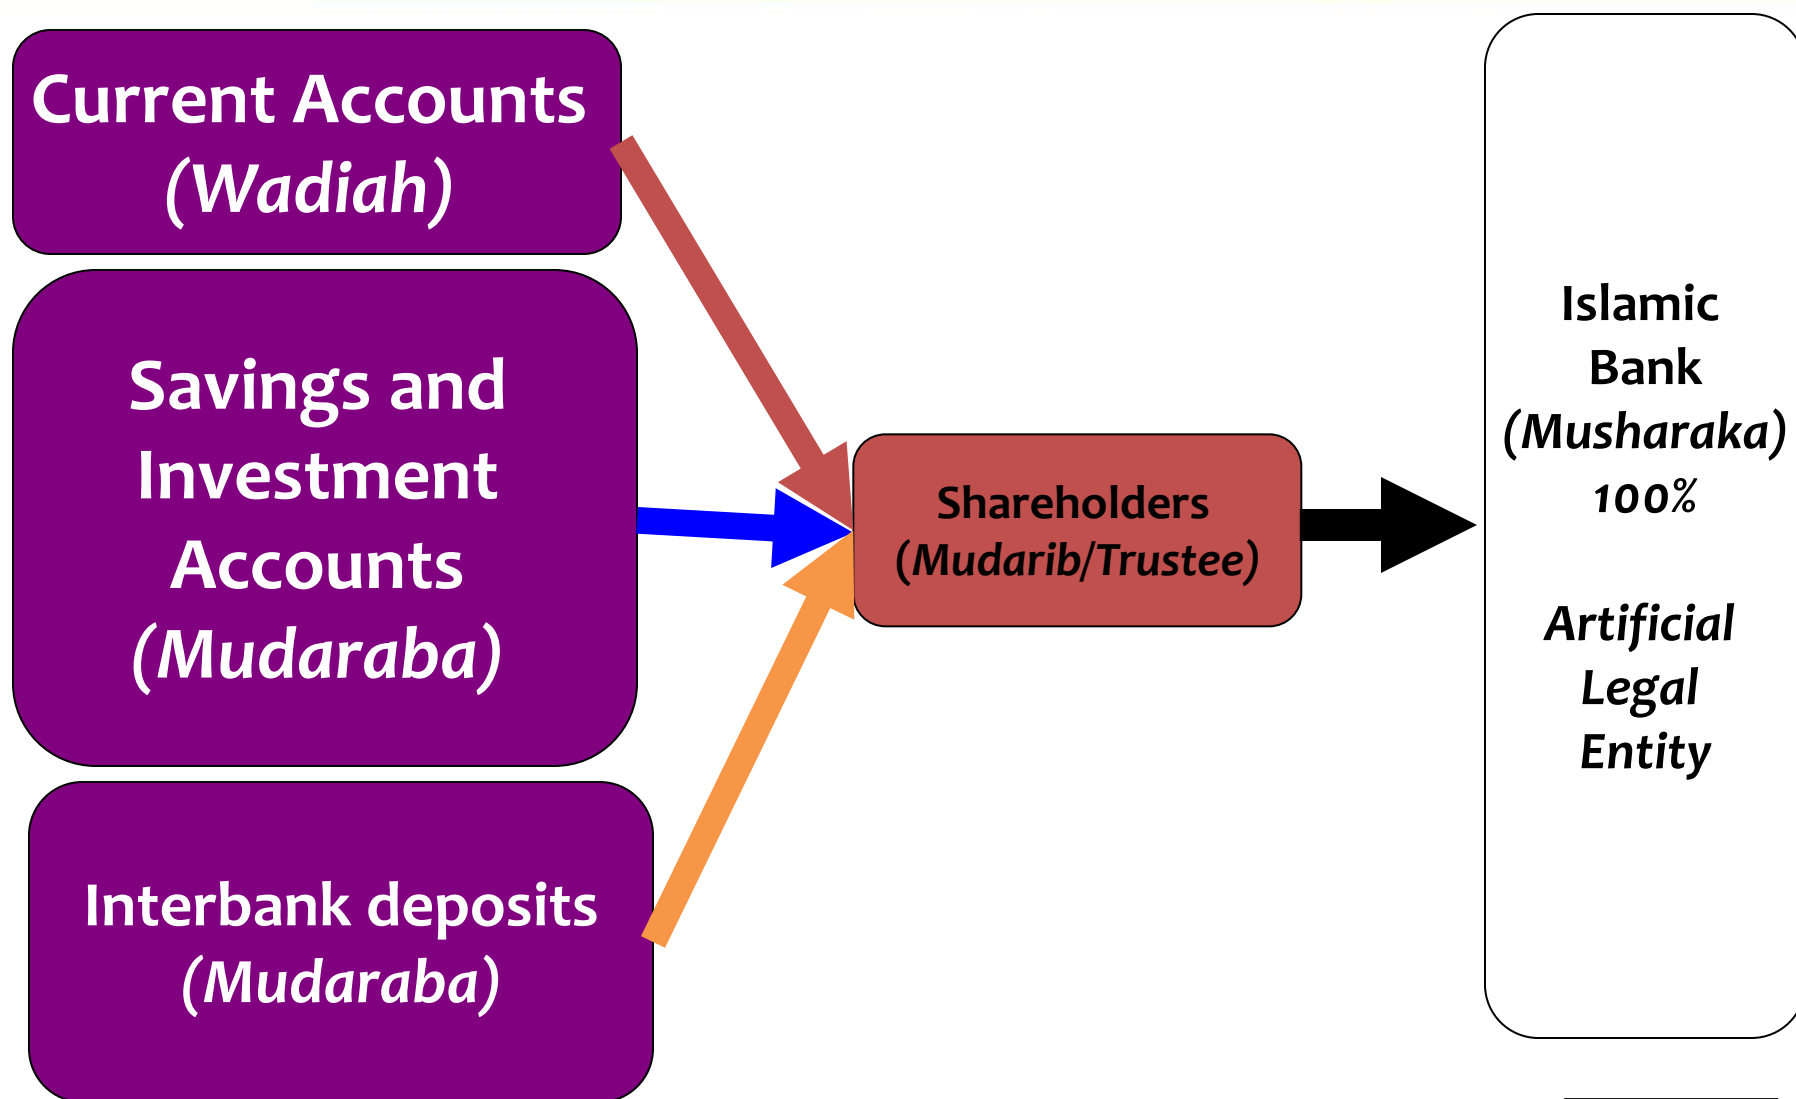 Current Accounts
(Wadiah)
Savings and
Investment
Accounts
(Mudaraba)
Interbank deposits
(Mudaraba)
Shareholders
(Mudarib/Trustee)
Islamic
Bank
(Musharaka)
100%
Artificial
Legal
Entity